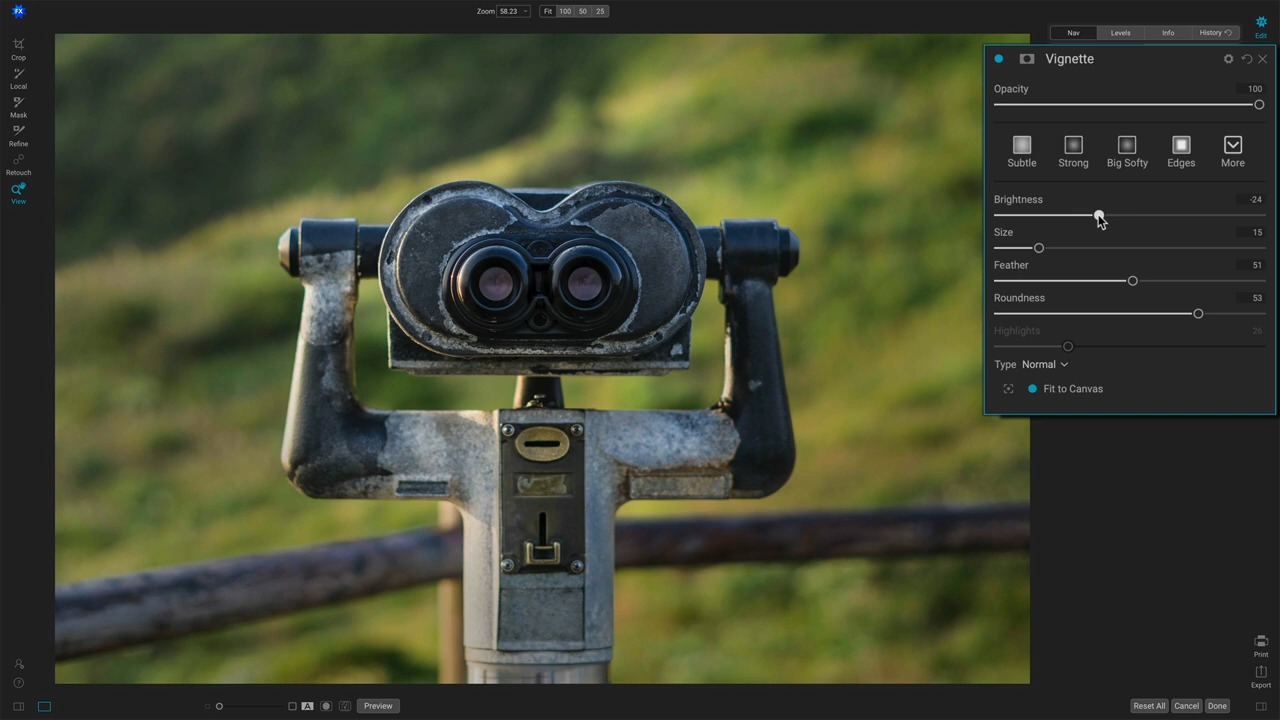 FX
Zoom 58.23
Fit 100 50 25
Nav Levels Info History
Edit
Crop
Local
Mask
Refine
Retouch
View
Vignette
Opacity 100
Subtle Strong Big Softy Edges More
Brightness -24
Size 15
Feather 51
Roundness 53
Highlights 26
Type Normal
Fit to Canvas
Print
Export
?
A
Preview
Reset All Cancel Done